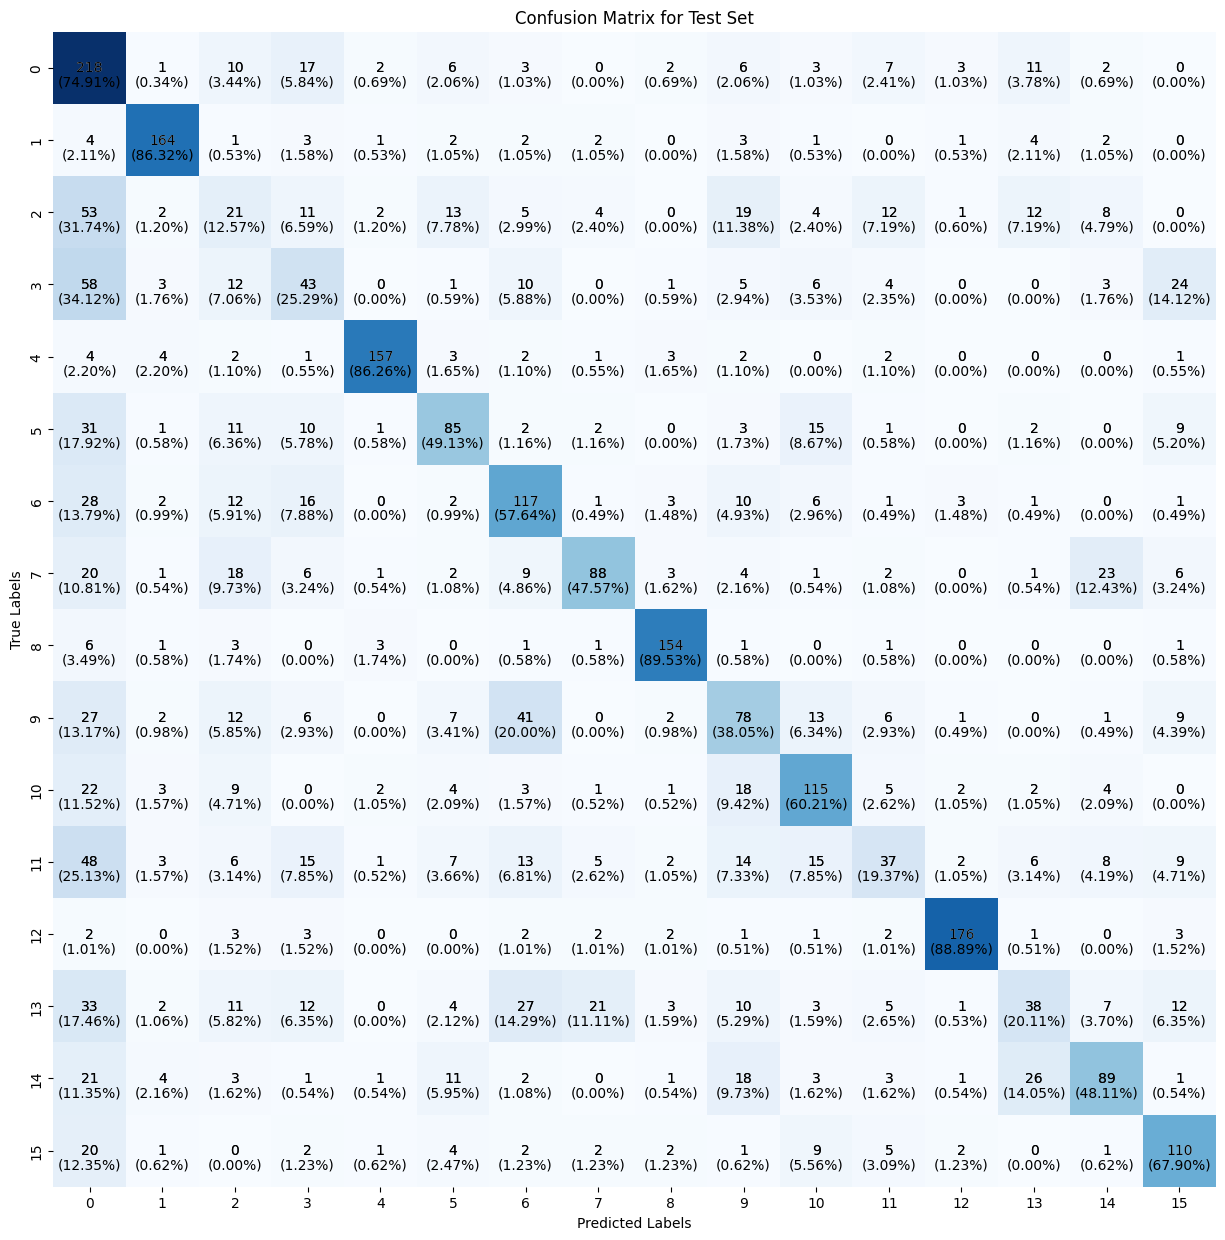 Confusion Matrix for Test Set
0
218 1 10 17 2 6 3 0 2 6 3 7 3 11 2 0
(74.91%) (0.34%) (3.44%) (5.84%) (0.69%) (2.06%) (1.03%) (0.00%) (0.69%) (2.06%) (1.03%) (2.41%) (1.03%) (3.78%) (0.69%) (0.00%)
1
4 164 1 3 1 2 2 2 0 3 1 0 1 4 2 0
(2.11%) (86.32%) (0.53%) (1.58%) (0.53%) (1.05%) (1.05%) (1.05%) (0.00%) (1.58%) (0.53%) (0.00%) (0.53%) (2.11%) (1.05%) (0.00%)
2
53 2 21 11 2 13 5 4 0 19 4 12 1 12 8 0
(31.74%) (1.20%) (12.57%) (6.59%) (1.20%) (7.78%) (2.99%) (2.40%) (0.00%) (11.38%) (2.40%) (7.19%) (0.60%) (7.19%) (4.79%) (0.00%)
3
58 3 12 43 0 1 10 0 1 5 6 4 0 0 3 24
(34.12%) (1.76%) (7.06%) (25.29%) (0.00%) (0.59%) (5.88%) (0.00%) (0.59%) (2.94%) (3.53%) (2.35%) (0.00%) (0.00%) (1.76%) (14.12%)
4
4 4 2 1 157 3 2 1 3 2 0 2 0 0 0 1
(2.20%) (2.20%) (1.10%) (0.55%) (86.26%) (1.65%) (1.10%) (0.55%) (1.65%) (1.10%) (0.00%) (1.10%) (0.00%) (0.00%) (0.00%) (0.55%)
5
31 1 11 10 1 85 2 2 0 3 15 1 0 2 0 9
(17.92%) (0.58%) (6.36%) (5.78%) (0.58%) (49.13%) (1.16%) (1.16%) (0.00%) (1.73%) (8.67%) (0.58%) (0.00%) (1.16%) (0.00%) (5.20%)
6
28 2 12 16 0 2 117 1 3 10 6 1 3 1 0 1
(13.79%) (0.99%) (5.91%) (7.88%) (0.00%) (0.99%) (57.64%) (0.49%) (1.48%) (4.93%) (2.96%) (0.49%) (1.48%) (0.49%) (0.00%) (0.49%)
7
20 1 18 6 1 2 9 88 3 4 1 2 0 1 23 6
(10.81%) (0.54%) (9.73%) (3.24%) (0.54%) (1.08%) (4.86%) (47.57%) (1.62%) (2.16%) (0.54%) (1.08%) (0.00%) (0.54%) (12.43%) (3.24%)
True Labels
8
6 1 3 0 3 0 1 1 154 1 0 1 0 0 0 1
(3.49%) (0.58%) (1.74%) (0.00%) (1.74%) (0.00%) (0.58%) (0.58%) (89.53%) (0.58%) (0.00%) (0.58%) (0.00%) (0.00%) (0.00%) (0.58%)
9
27 2 12 6 0 7 41 0 2 78 13 6 1 0 1 9
(13.17%) (0.98%) (5.85%) (2.93%) (0.00%) (3.41%) (20.00%) (0.00%) (0.98%) (38.05%) (6.34%) (2.93%) (0.49%) (0.00%) (0.49%) (4.39%)
10
22 3 9 0 2 4 3 1 1 18 115 5 2 2 4 0
(11.52%) (1.57%) (4.71%) (0.00%) (1.05%) (2.09%) (1.57%) (0.52%) (0.52%) (9.42%) (60.21%) (2.62%) (1.05%) (1.05%) (2.09%) (0.00%)
11
48 3 6 15 1 7 13 5 2 14 15 37 2 6 8 9
(25.13%) (1.57%) (3.14%) (7.85%) (0.52%) (3.66%) (6.81%) (2.62%) (1.05%) (7.33%) (7.85%) (19.37%) (1.05%) (3.14%) (4.19%) (4.71%)
12
2 0 3 3 0 0 2 2 2 1 1 2 176 1 0 3
(1.01%) (0.00%) (1.52%) (1.52%) (0.00%) (0.00%) (1.01%) (1.01%) (1.01%) (0.51%) (0.51%) (1.01%) (88.89%) (0.51%) (0.00%) (1.52%)
13
33 2 11 12 0 4 27 21 3 10 3 5 1 38 7 12
(17.46%) (1.06%) (5.82%) (6.35%) (0.00%) (2.12%) (14.29%) (11.11%) (1.59%) (5.29%) (1.59%) (2.65%) (0.53%) (20.11%) (3.70%) (6.35%)
14
21 4 3 1 1 11 2 0 1 18 3 3 1 26 89 1
(11.35%) (2.16%) (1.62%) (0.54%) (0.54%) (5.95%) (1.08%) (0.00%) (0.54%) (9.73%) (1.62%) (1.62%) (0.54%) (14.05%) (48.11%) (0.54%)
15
20 1 0 2 1 4 2 2 2 1 9 5 2 0 1 110
(12.35%) (0.62%) (0.00%) (1.23%) (0.62%) (2.47%) (1.23%) (1.23%) (1.23%) (0.62%) (5.56%) (3.09%) (1.23%) (0.00%) (0.62%) (67.90%)
0 1 2 3 4 5 6 7 8 9 10 11 12 13 14 15
Predicted Labels